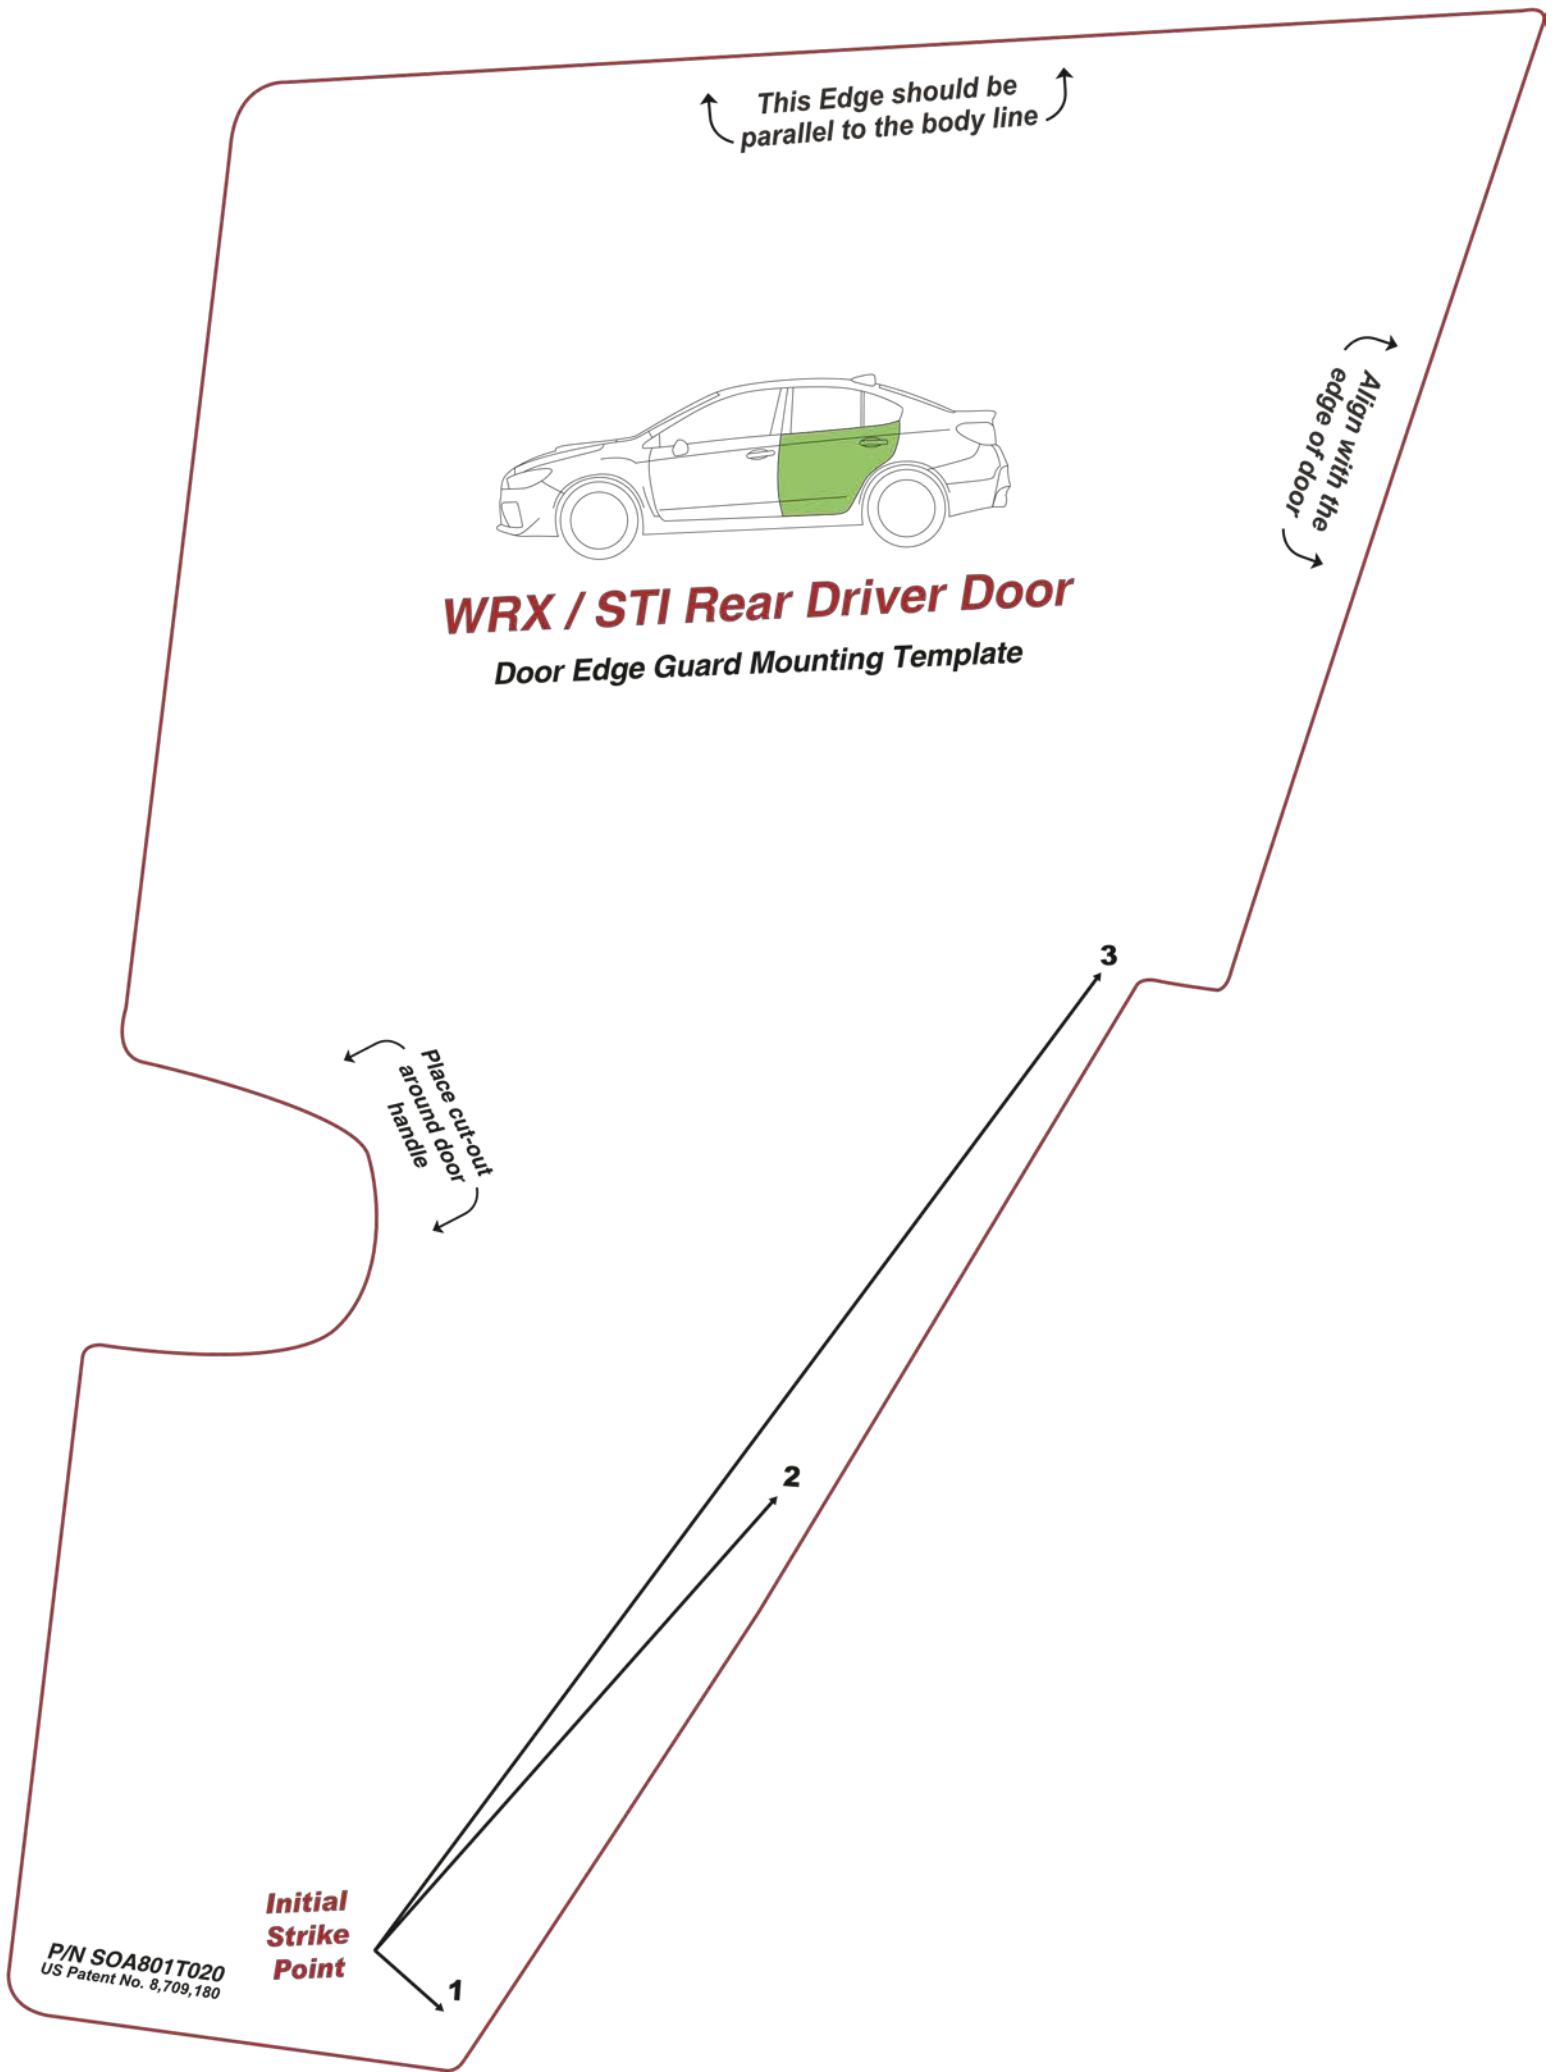 This Edge should be
parallel to the body line
Align with the
edge of door
WRX / STI Rear Driver Door
Door Edge Guard Mounting Template
3
Place cut-out
around door
handle
2
Initial
Strike
Point
P/N SOA801T020
US Patent No. 8,709,180
1